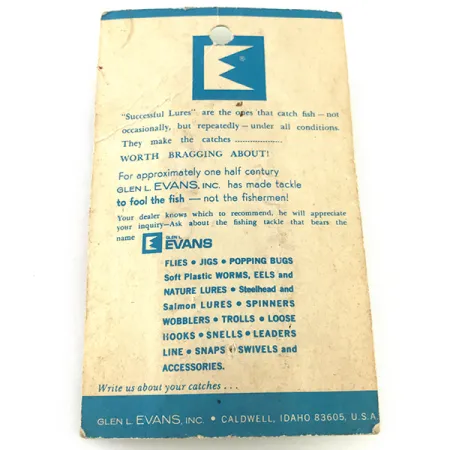 ®
"Successful Lures" are the ones that catch fish — not
occasionally, but repeatedly — under all conditions.
They make the catches ..................
WORTH BRAGGING ABOUT!
For approximately one half century
GLEN L. EVANS, INC. has made tackle
to fool the fish — not the fishermen!
Your dealer knows which to recommend, he will appreciate
your inquiry—Ask about the fishing tackle that bears the
name E GLEN L. EVANS
FLIES • JIGS • POPPING BUGS
Soft Plastic WORMS, EELS and
NATURE LURES • Steelhead and
Salmon LURES • SPINNERS
WOBBLERS • TROLLS • LOOSE
HOOKS • SNELLS • LEADERS
LINE • SNAPS • SWIVELS and
ACCESSORIES.
Write us about your catches . . .
GLEN L. EVANS, INC. • CALDWELL, IDAHO 83605, U.S.A.